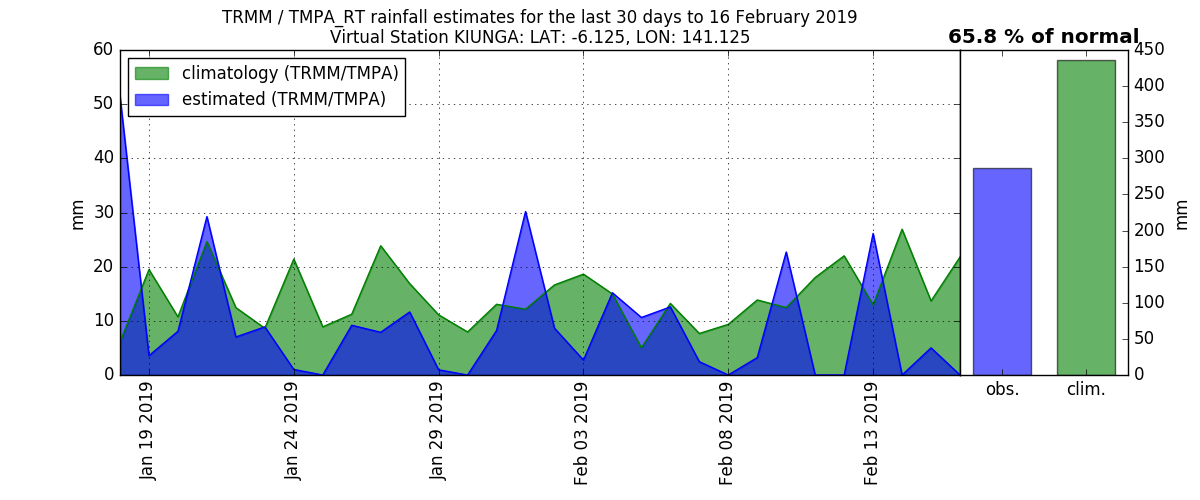 TRMM / TMPA_RT rainfall estimates for the last 30 days to 16 February 2019
Virtual Station KIUNGA: LAT: -6.125, LON: 141.125
65.8 % of normal
climatology (TRMM/TMPA)
estimated (TRMM/TMPA)
60
50
40
30
20
10
0
mm
Jan 19 2019
Jan 24 2019
Jan 29 2019
Feb 03 2019
Feb 08 2019
Feb 13 2019
450
400
350
300
250
200
150
100
50
0
mm
obs.
clim.